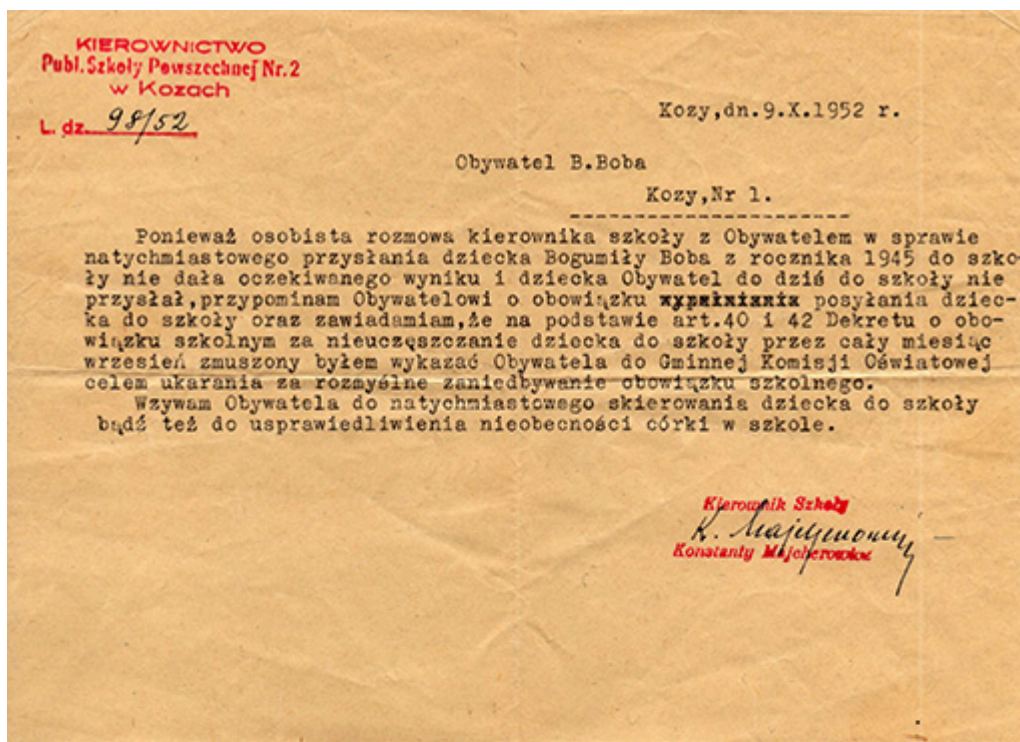 KIEROWNICTWO
Publ. Szkoły Powszechnej Nr. 2
w Kozach
L. dz. 98/52
Kozy,dn.9.X.1952 r.
Obywatel B.Boba
Kozy,Nr 1.
Ponieważ osobista rozmowa kierownika szkoły z Obywatelem w sprawie
natychmiastowego przysłania dziecka Bogumiły Boba z rocznika 1945 do szko-
ły nie dała oczekiwanego wyniku i dziecka Obywatel do dziś do szkoły nie
przysłał,przypominam Obywatelowi o obowiązku posyłania dziec-
ka do szkoły oraz zawiadamiam,że na podstawie art.40 i 42 Dekretu o obo-
wiązku szkolnym za nieuczęszczanie dziecka do szkoły przez cały miesiąc
wrzesień zmuszony byłem wykazać Obywatela do Gminnej Komisji Oświatowej
celem ukarania za rozmyślne zaniedbywanie obowiązku szkolnego.
Wzywam Obywatela do natychmiastowego skierowania dziecka do szkoły
bądź też do usprawiedliwienia nieobecności córki w szkole.
Kierownik Szkoły
K.
Konstanty Majcherowicz